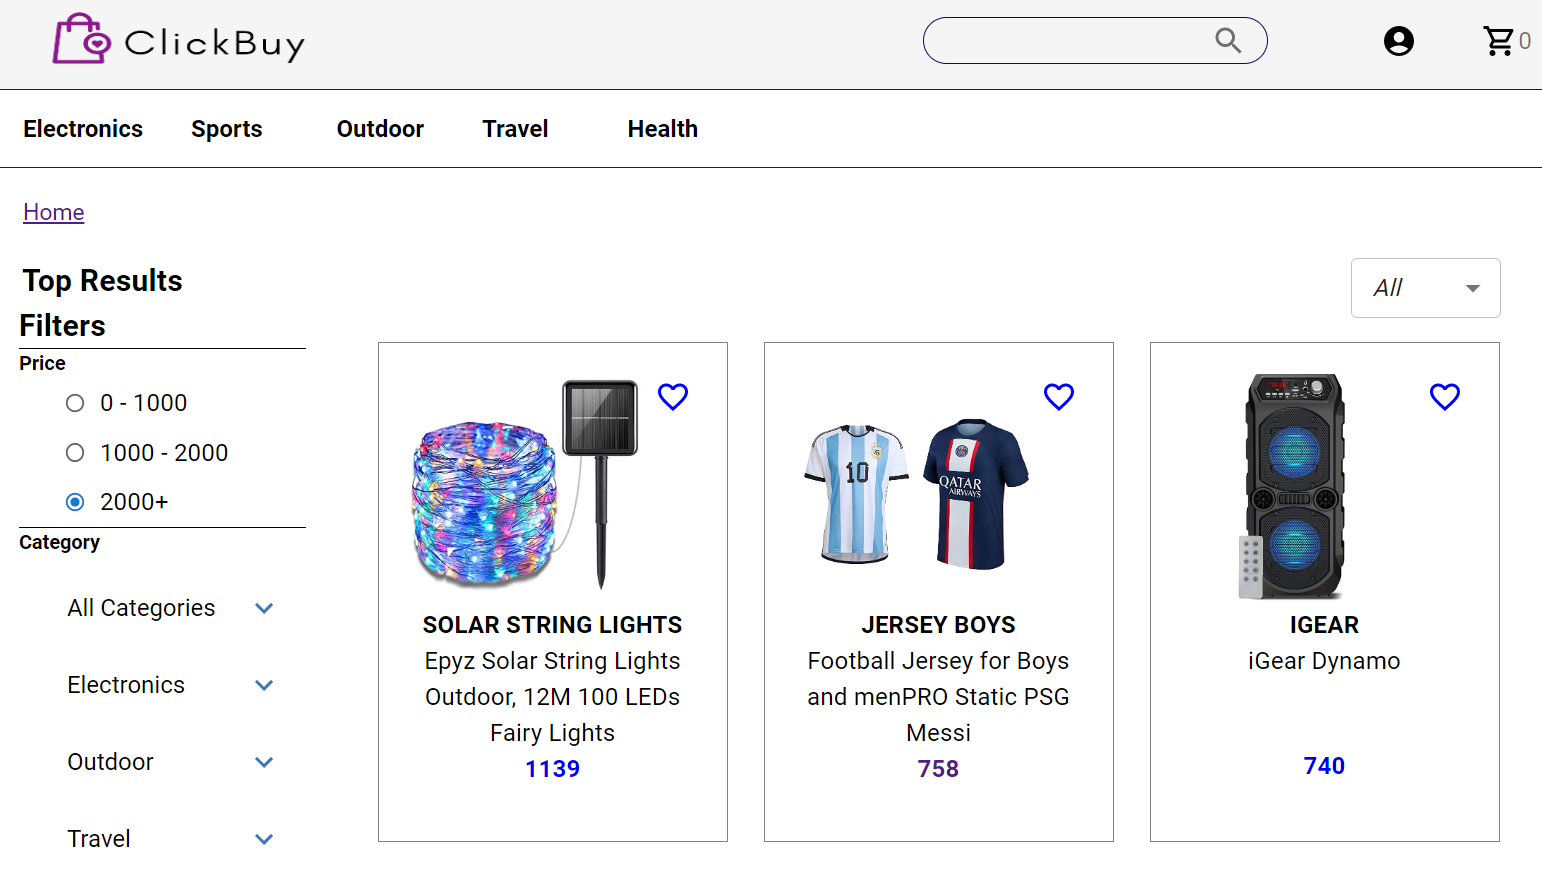 ClickBuy
0
Electronics Sports Outdoor Travel Health
Home
Top Results
All
Filters
Price
0 - 1000
1000 - 2000
2000+
Category
All Categories
Electronics
Outdoor
Travel
SOLAR STRING LIGHTS
Epyz Solar String Lights
Outdoor, 12M 100 LEDs
Fairy Lights
1139
10
QATAR
AIRWAYS
JERSEY BOYS
Football Jersey for Boys
and menPRO Static PSG
Messi
758
IGEAR
iGear Dynamo
740